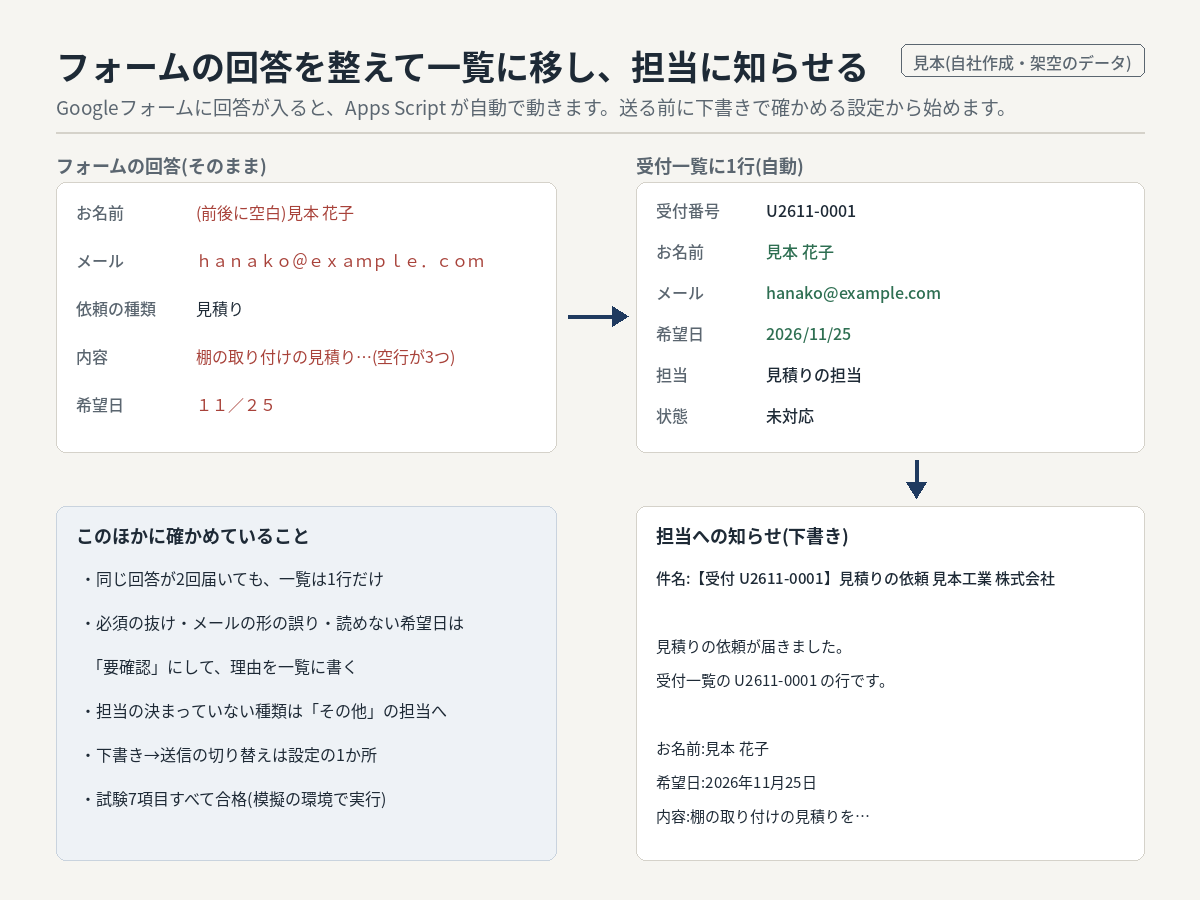 フォームの回答を整えて一覧に移し、担当に知らせる
見本(自社作成・架空のデータ)
Googleフォームに回答が入ると、Apps Script が自動で動きます。送る前に下書きで確かめる設定から始めます。
フォームの回答(そのまま)
お名前 (前後に空白)見本 花子
メール ｈａｎａｋｏ＠ｅｘａｍｐｌｅ．ｃｏｍ
依頼の種類 見積り
内容 棚の取り付けの見積り…(空行が3つ)
希望日 １１／２５
受付一覧に1行(自動)
受付番号 U2611-0001
お名前 見本 花子
メール hanako@example.com
希望日 2026/11/25
担当 見積りの担当
状態 未対応
このほかに確かめていること
・同じ回答が2回届いても、一覧は1行だけ
・必須の抜け・メールの形の誤り・読めない希望日は
「要確認」にして、理由を一覧に書く
・担当の決まっていない種類は「その他」の担当へ
・下書き→送信の切り替えは設定の1か所
・試験7項目すべて合格(模擬の環境で実行)
担当への知らせ(下書き)
件名:【受付 U2611-0001】見積りの依頼 見本工業 株式会社
見積りの依頼が届きました。
受付一覧の U2611-0001 の行です。
お名前:見本 花子
希望日:2026年11月25日
内容:棚の取り付けの見積りを…